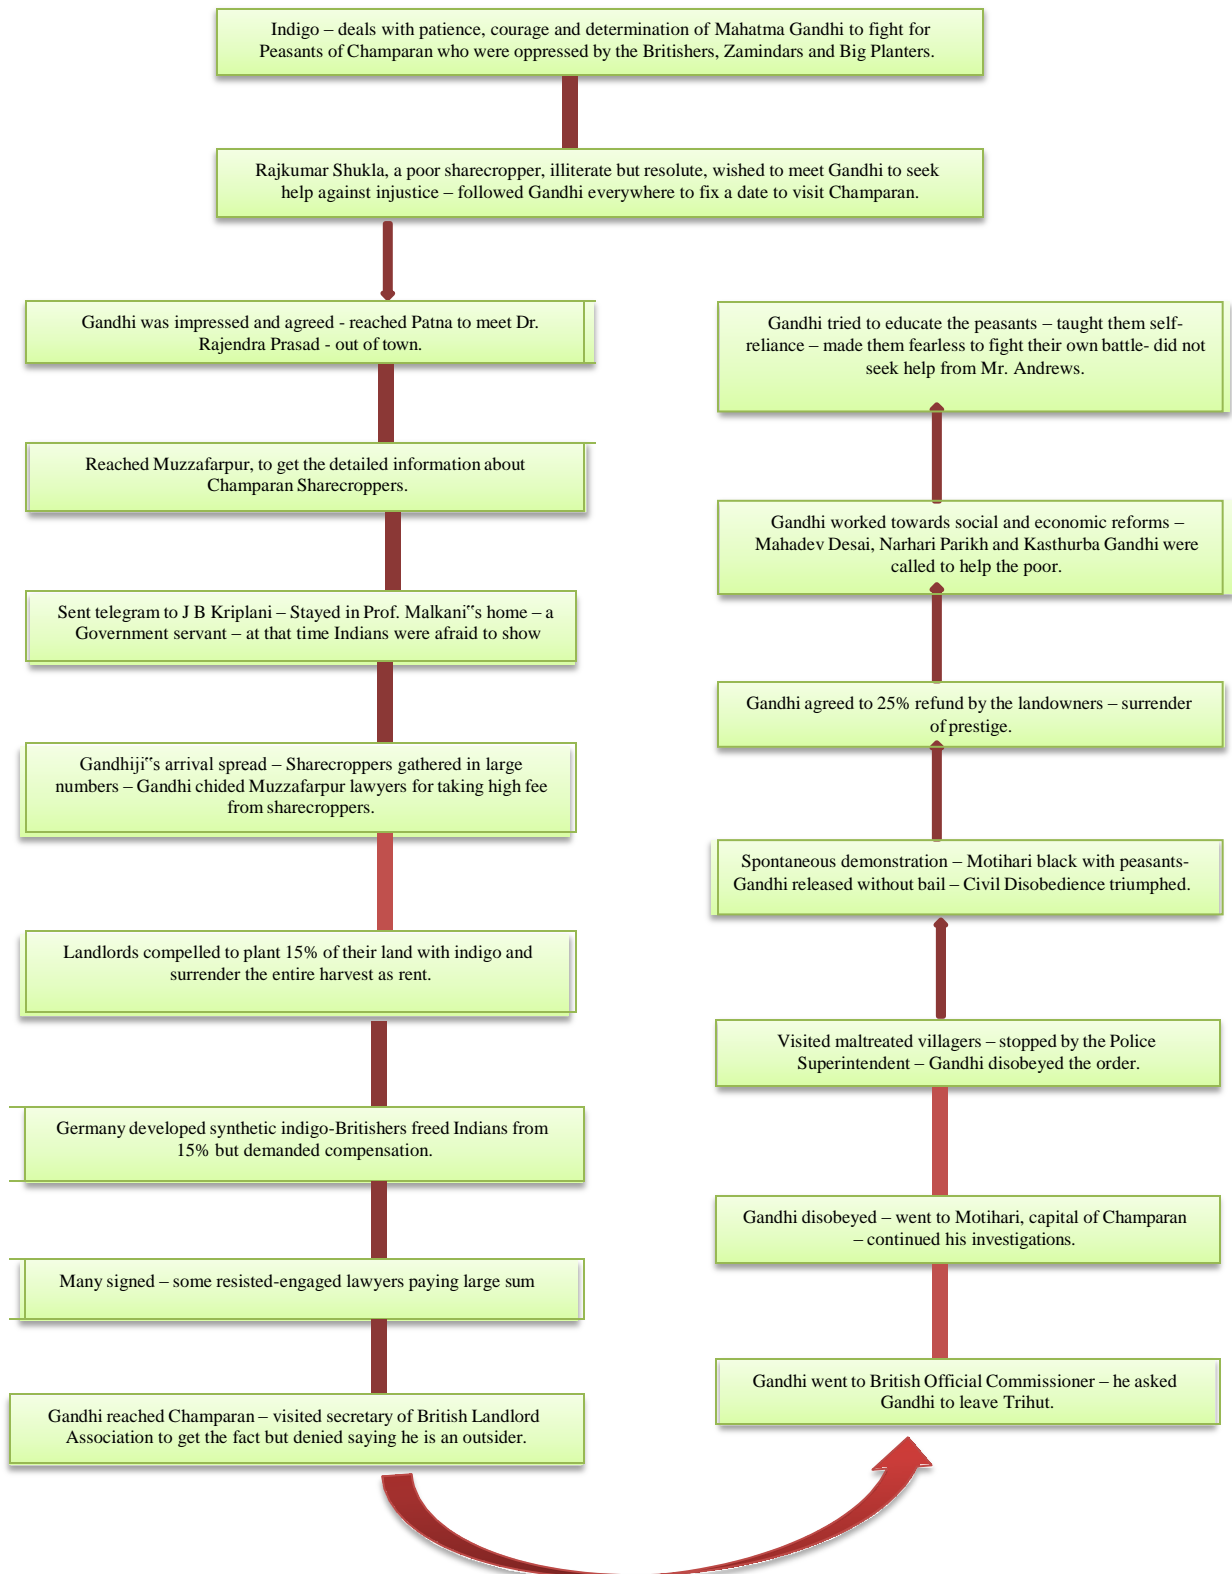 Indigo – deals with patience, courage and determination of Mahatma Gandhi to fight for
Peasants of Champaran who were oppressed by the Britishers, Zamindars and Big Planters.
Rajkumar Shukla, a poor sharecropper, illiterate but resolute, wished to meet Gandhi to seek
help against injustice – followed Gandhi everywhere to fix a date to visit Champaran.
Gandhi was impressed and agreed - reached Patna to meet Dr.
Rajendra Prasad - out of town.
Reached Muzzafarpur, to get the detailed information about
Champaran Sharecroppers.
Sent telegram to J B Kriplani – Stayed in Prof. Malkani‟s home – a
Government servant – at that time Indians were afraid to show
Gandhiji‟s arrival spread – Sharecroppers gathered in large
numbers – Gandhi chided Muzzafarpur lawyers for taking high fee
from sharecroppers.
Landlords compelled to plant 15% of their land with indigo and
surrender the entire harvest as rent.
Germany developed synthetic indigo-Britishers freed Indians from
15% but demanded compensation.
Many signed – some resisted-engaged lawyers paying large sum
Gandhi reached Champaran – visited secretary of British Landlord
Association to get the fact but denied saying he is an outsider.
Gandhi went to British Official Commissioner – he asked
Gandhi to leave Trihut.
Gandhi disobeyed – went to Motihari, capital of Champaran
– continued his investigations.
Visited maltreated villagers – stopped by the Police
Superintendent – Gandhi disobeyed the order.
Spontaneous demonstration – Motihari black with peasants-
Gandhi released without bail – Civil Disobedience triumphed.
Gandhi agreed to 25% refund by the landowners – surrender
of prestige.
Gandhi worked towards social and economic reforms –
Mahadev Desai, Narhari Parikh and Kasthurba Gandhi were
called to help the poor.
Gandhi tried to educate the peasants – taught them self-
reliance – made them fearless to fight their own battle- did not
seek help from Mr. Andrews.